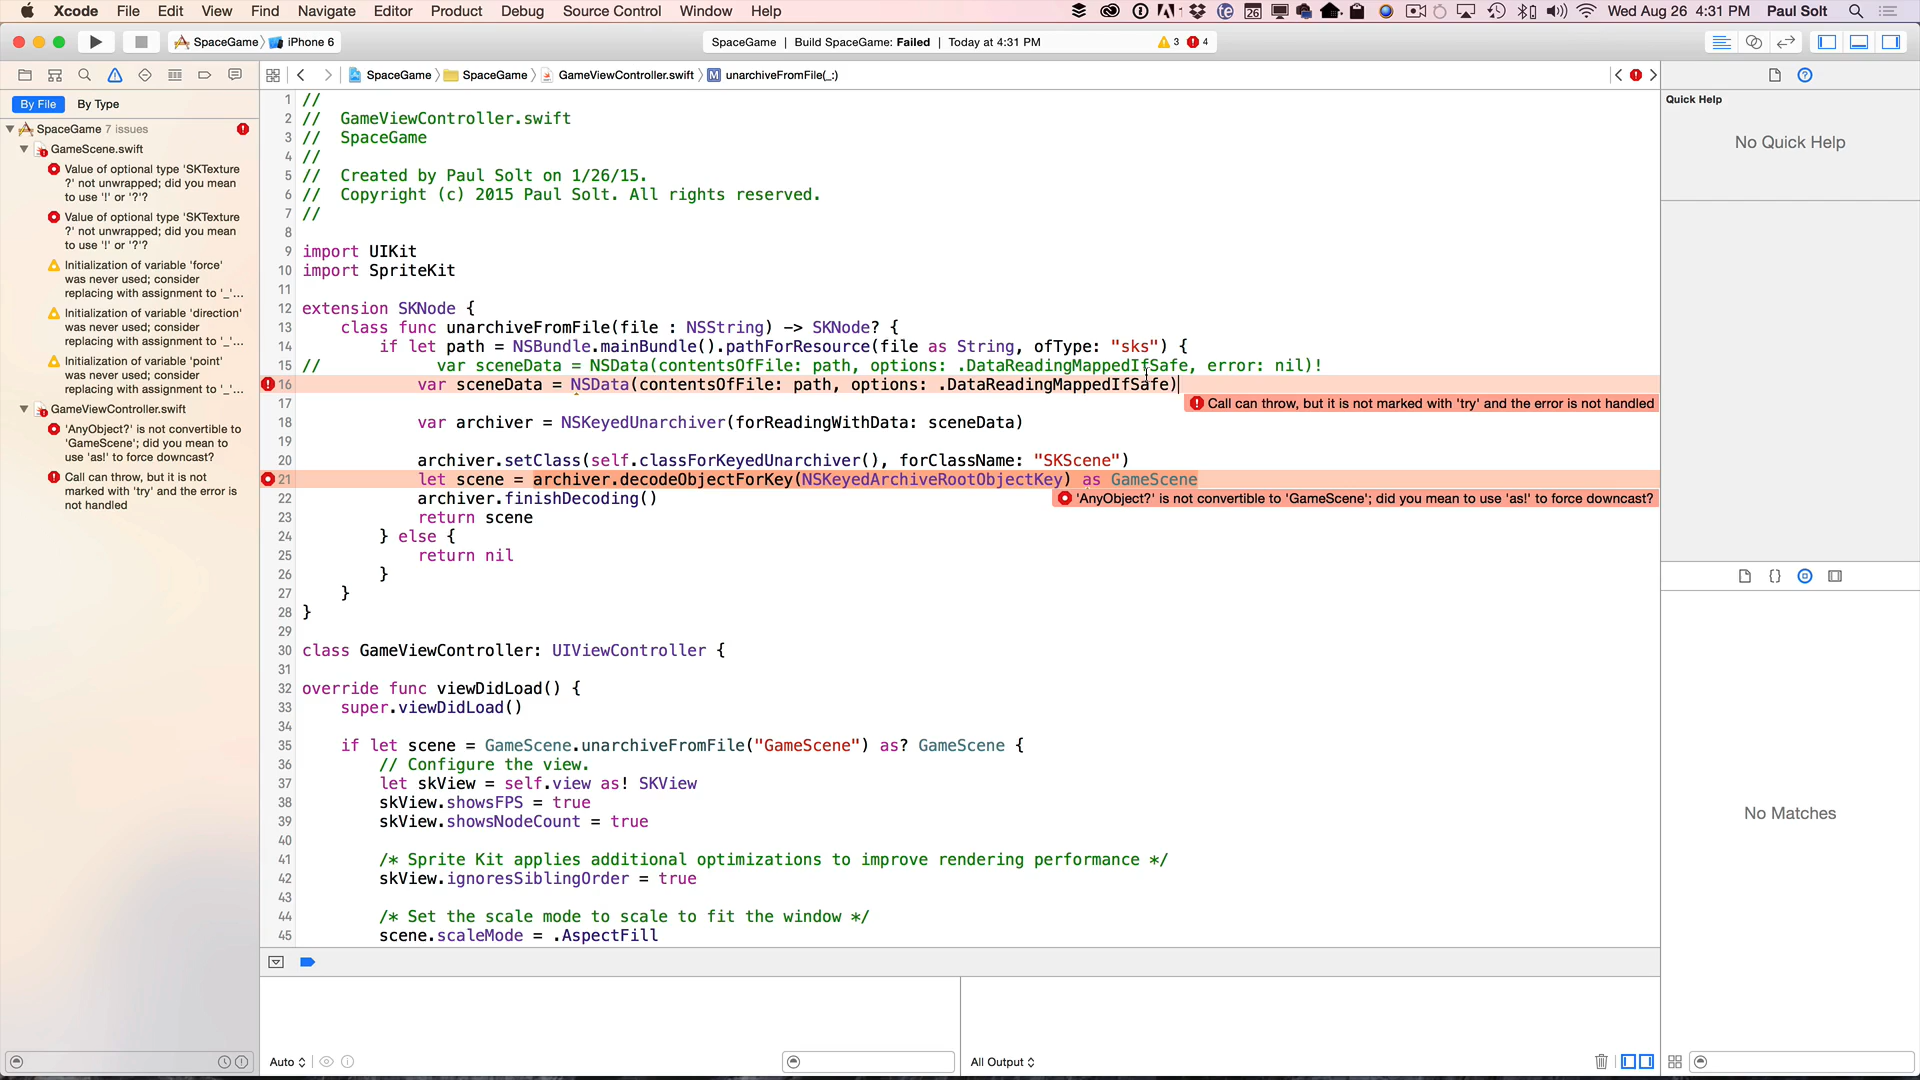 Xcode File Edit View Find Navigate Editor Product Debug Source Control Window Help
26 Wed Aug 26 4:31 PM Paul Solt
SpaceGame iPhone 6
SpaceGame | Build SpaceGame: Failed | Today at 4:31 PM 3 4
SpaceGame SpaceGame GameViewController.swift M unarchiveFromFile(_:)
By File By Type
SpaceGame 7 issues
GameScene.swift
Value of optional type 'SKTexture
?' not unwrapped; did you mean
to use '!' or '?'?
Value of optional type 'SKTexture
?' not unwrapped; did you mean
to use '!' or '?'?
Initialization of variable 'force'
was never used; consider
replacing with assignment to '_'...
Initialization of variable 'direction'
was never used; consider
replacing with assignment to '_'...
Initialization of variable 'point'
was never used; consider
replacing with assignment to '_'...
GameViewController.swift
'AnyObject?' is not convertible to
'GameScene'; did you mean to
use 'as!' to force downcast?
Call can throw, but it is not
marked with 'try' and the error is
not handled
1 //
2 // GameViewController.swift
3 // SpaceGame
4 //
5 // Created by Paul Solt on 1/26/15.
6 // Copyright (c) 2015 Paul Solt. All rights reserved.
7 //
8
9 import UIKit
10 import SpriteKit
11
12 extension SKNode {
13 class func unarchiveFromFile(file : NSString) -> SKNode? {
14 if let path = NSBundle.mainBundle().pathForResource(file as String, ofType: "sks") {
15 // var sceneData = NSData(contentsOfFile: path, options: .DataReadingMappedIfSafe, error: nil)!
16 var sceneData = NSData(contentsOfFile: path, options: .DataReadingMappedIfSafe)
17 Call can throw, but it is not marked with 'try' and the error is not handled
18 var archiver = NSKeyedUnarchiver(forReadingWithData: sceneData)
19
20 archiver.setClass(self.classForKeyedUnarchiver(), forClassName: "SKScene")
21 let scene = archiver.decodeObjectForKey(NSKeyedArchiveRootObjectKey) as GameScene
22 archiver.finishDecoding() 'AnyObject?' is not convertible to 'GameScene'; did you mean to use 'as!' to force downcast?
23 return scene
24 } else {
25 return nil
26 }
27 }
28 }
29
30 class GameViewController: UIViewController {
31
32 override func viewDidLoad() {
33 super.viewDidLoad()
34
35 if let scene = GameScene.unarchiveFromFile("GameScene") as? GameScene {
36 // Configure the view.
37 let skView = self.view as! SKView
38 skView.showsFPS = true
39 skView.showsNodeCount = true
40
41 /* Sprite Kit applies additional optimizations to improve rendering performance */
42 skView.ignoresSiblingOrder = true
43
44 /* Set the scale mode to scale to fit the window */
45 scene.scaleMode = .AspectFill
Quick Help
No Quick Help
No Matches
Auto
All Output